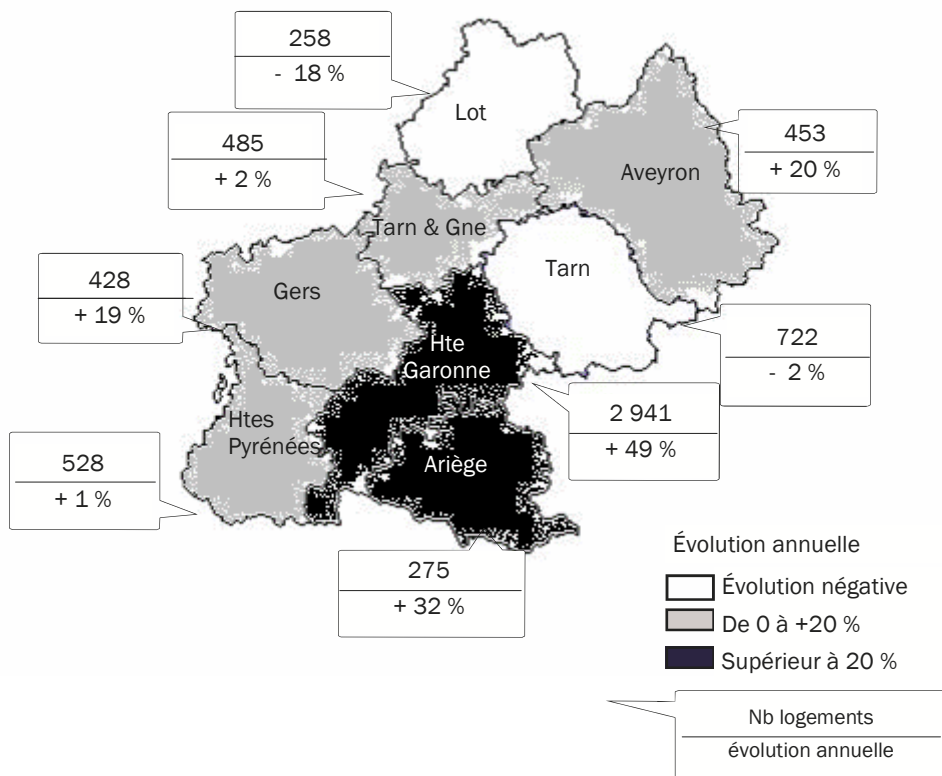 258
- 18 %
Lot
485
+ 2 %
453
+ 20 %
Aveyron
Tarn & Gne
Tarn
428
+ 19 %
Gers
722
- 2 %
Hte
Garonne
2 941
+ 49 %
Htes
Pyrénées
528
+ 1 %
Ariège
275
+ 32 %
Évolution annuelle
Évolution négative
De 0 à +20 %
Supérieur à 20 %
Nb logements
évolution annuelle